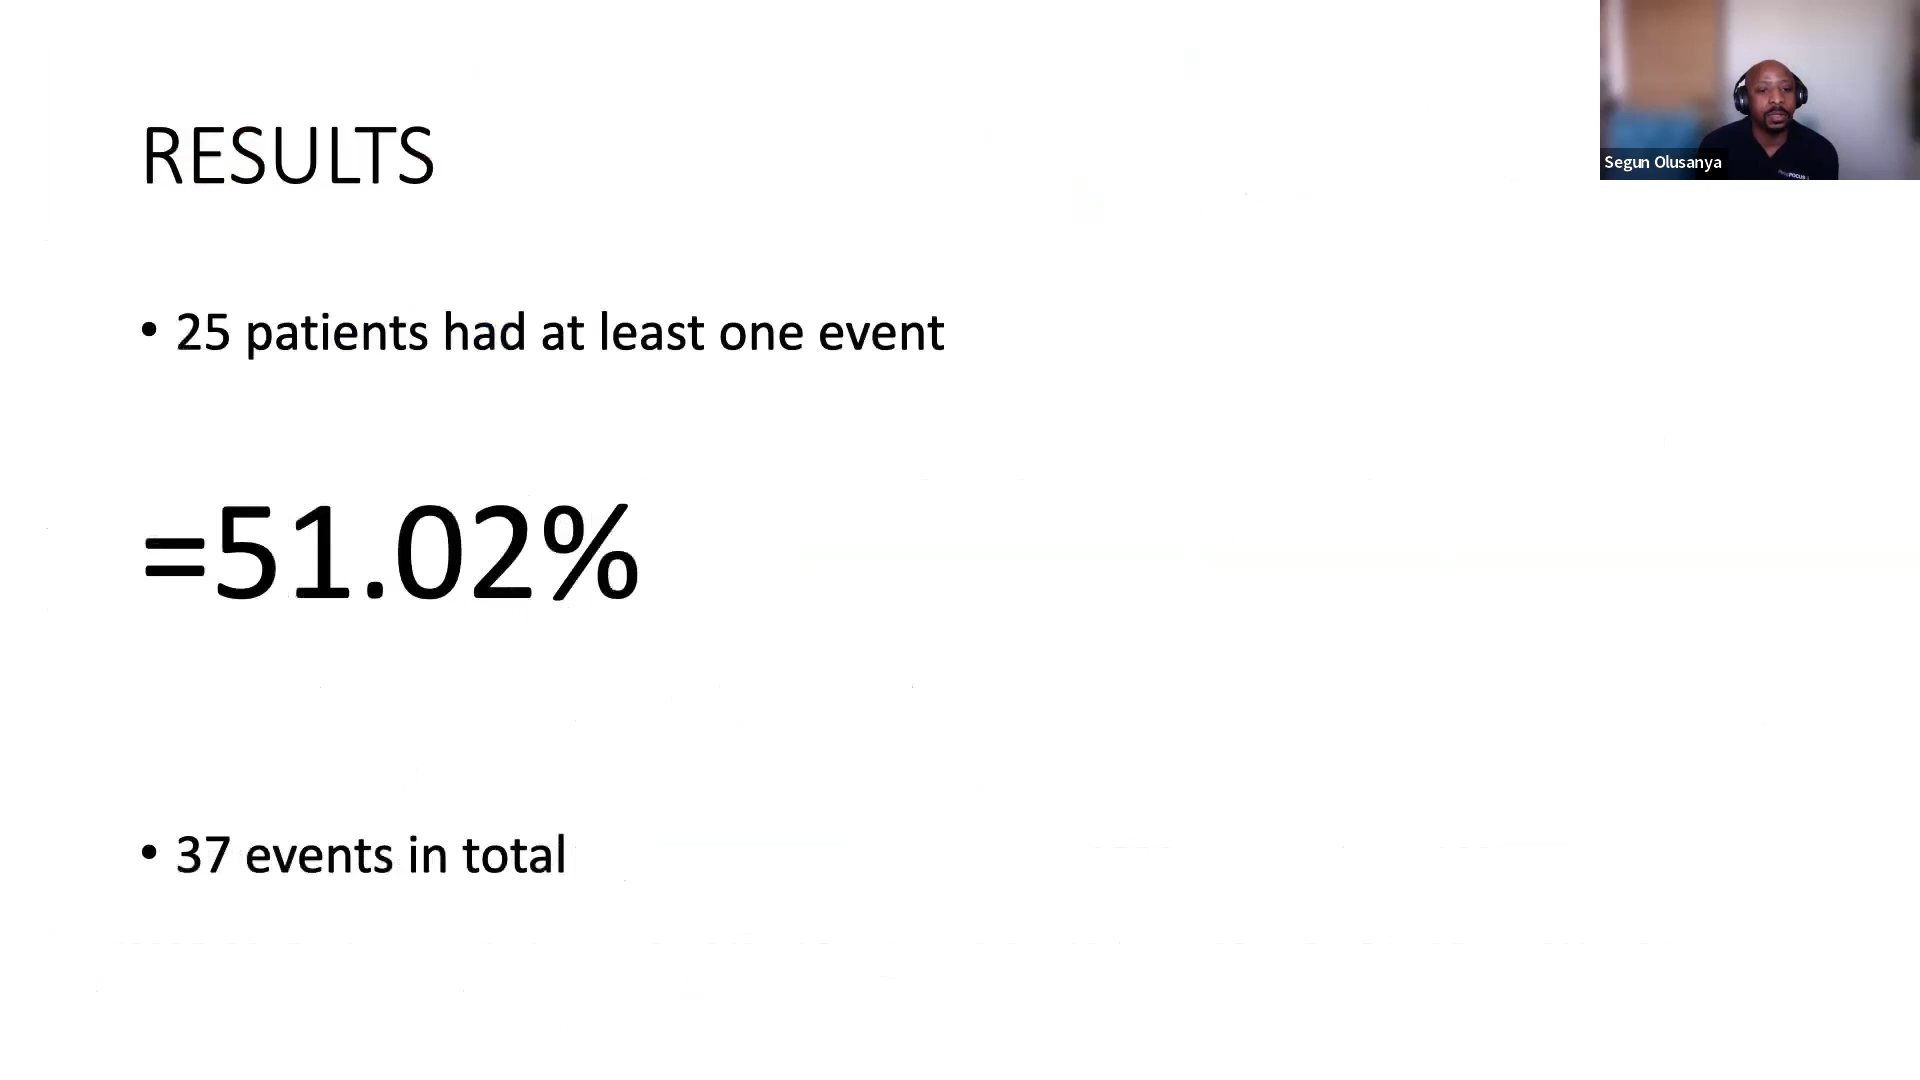 RESULTS
• 25 patients had at least one event
=51.02%
• 37 events in total
Segun Olusanya